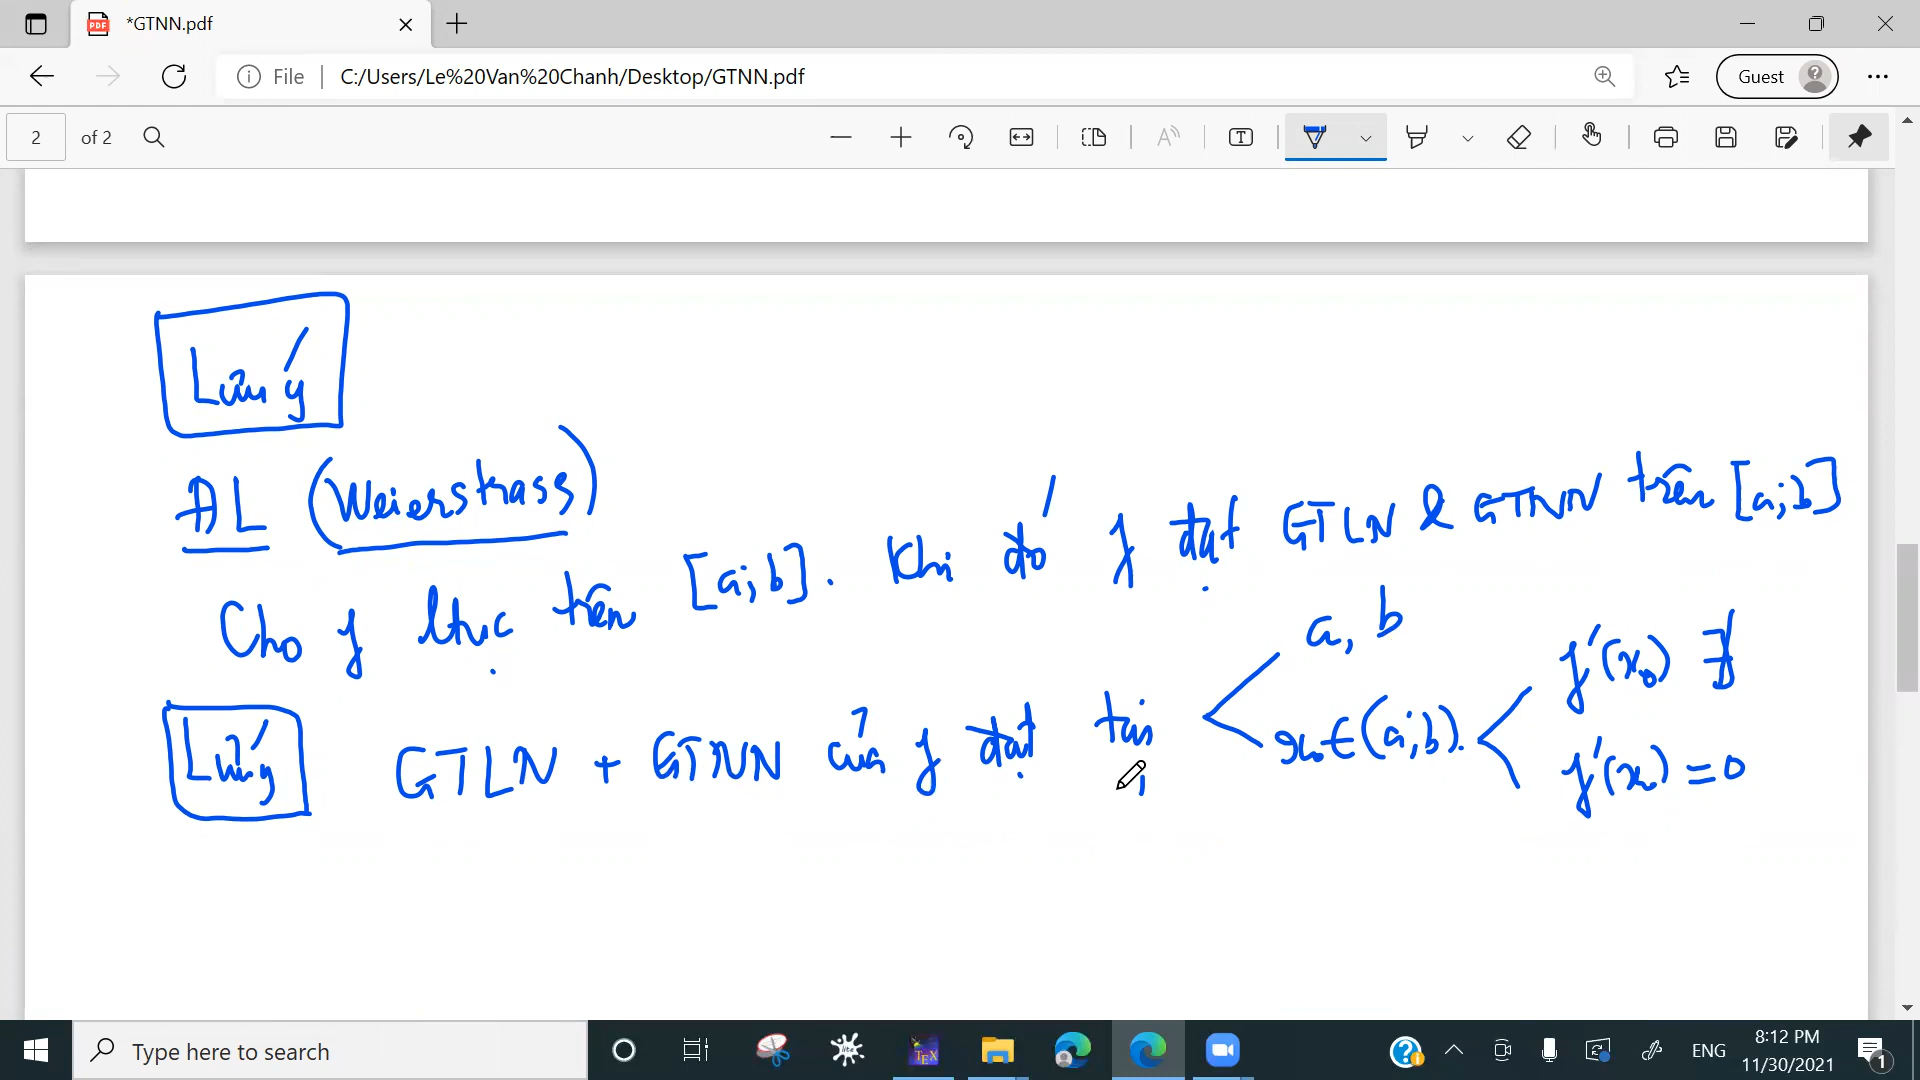 *GTNN.pdf
File C:/Users/Le%20Van%20Chanh/Desktop/GTNN.pdf Guest
2 of 2
Lưu ý
ĐL (Weierstrass)
Cho f ltục trên [a;b]. Khi đó f đạt GTLN & GTNN trên [a;b]
Lưu ý GTLN + GTNN của f đạt tại
a, b
x₀∈(a;b).
f'(x₀) ∄
f'(x₀) = 0
Type here to search
ENG 8:12 PM
11/30/2021
1